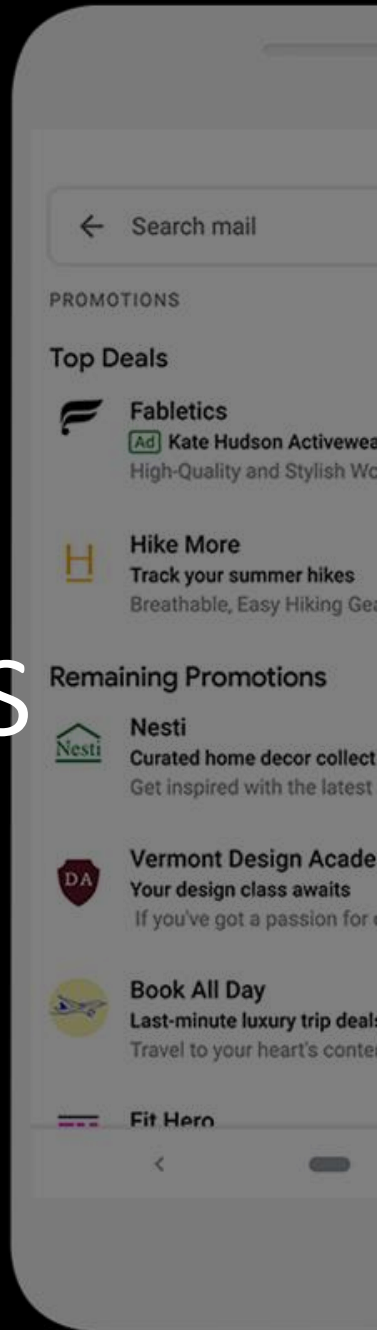 Search mail
PROMOTIONS
Top Deals
Fabletics
Ad Kate Hudson Activewea
High-Quality and Stylish Wo
H
Hike More
Track your summer hikes
Breathable, Easy Hiking Gea
S
Remaining Promotions
Nesti
Nesti
Curated home decor collect
Get inspired with the latest
DA
Vermont Design Acade
Your design class awaits
If you've got a passion for
Book All Day
Last-minute luxury trip deals
Travel to your heart's conte
Fit Hero